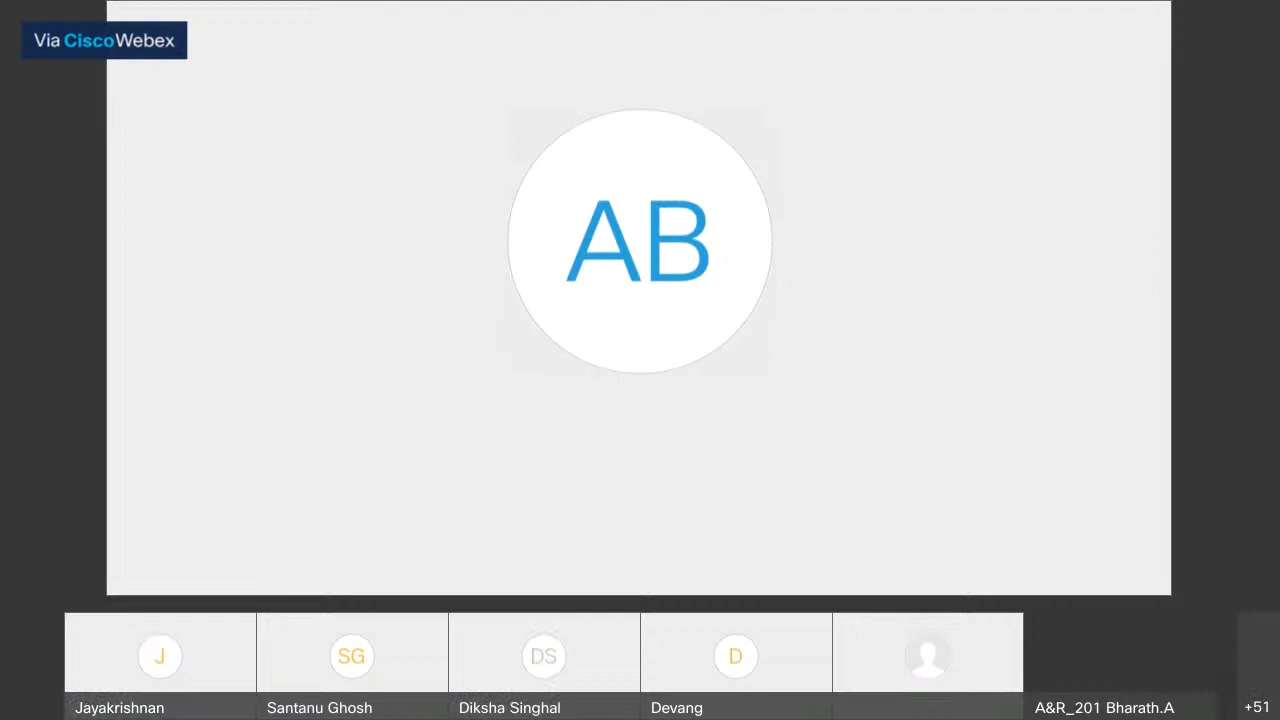 Via CiscoWebex
AB
J
SG
DS
D
Jayakrishnan
Santanu Ghosh
Diksha Singhal
Devang
A&R_201 Bharath.A
+51